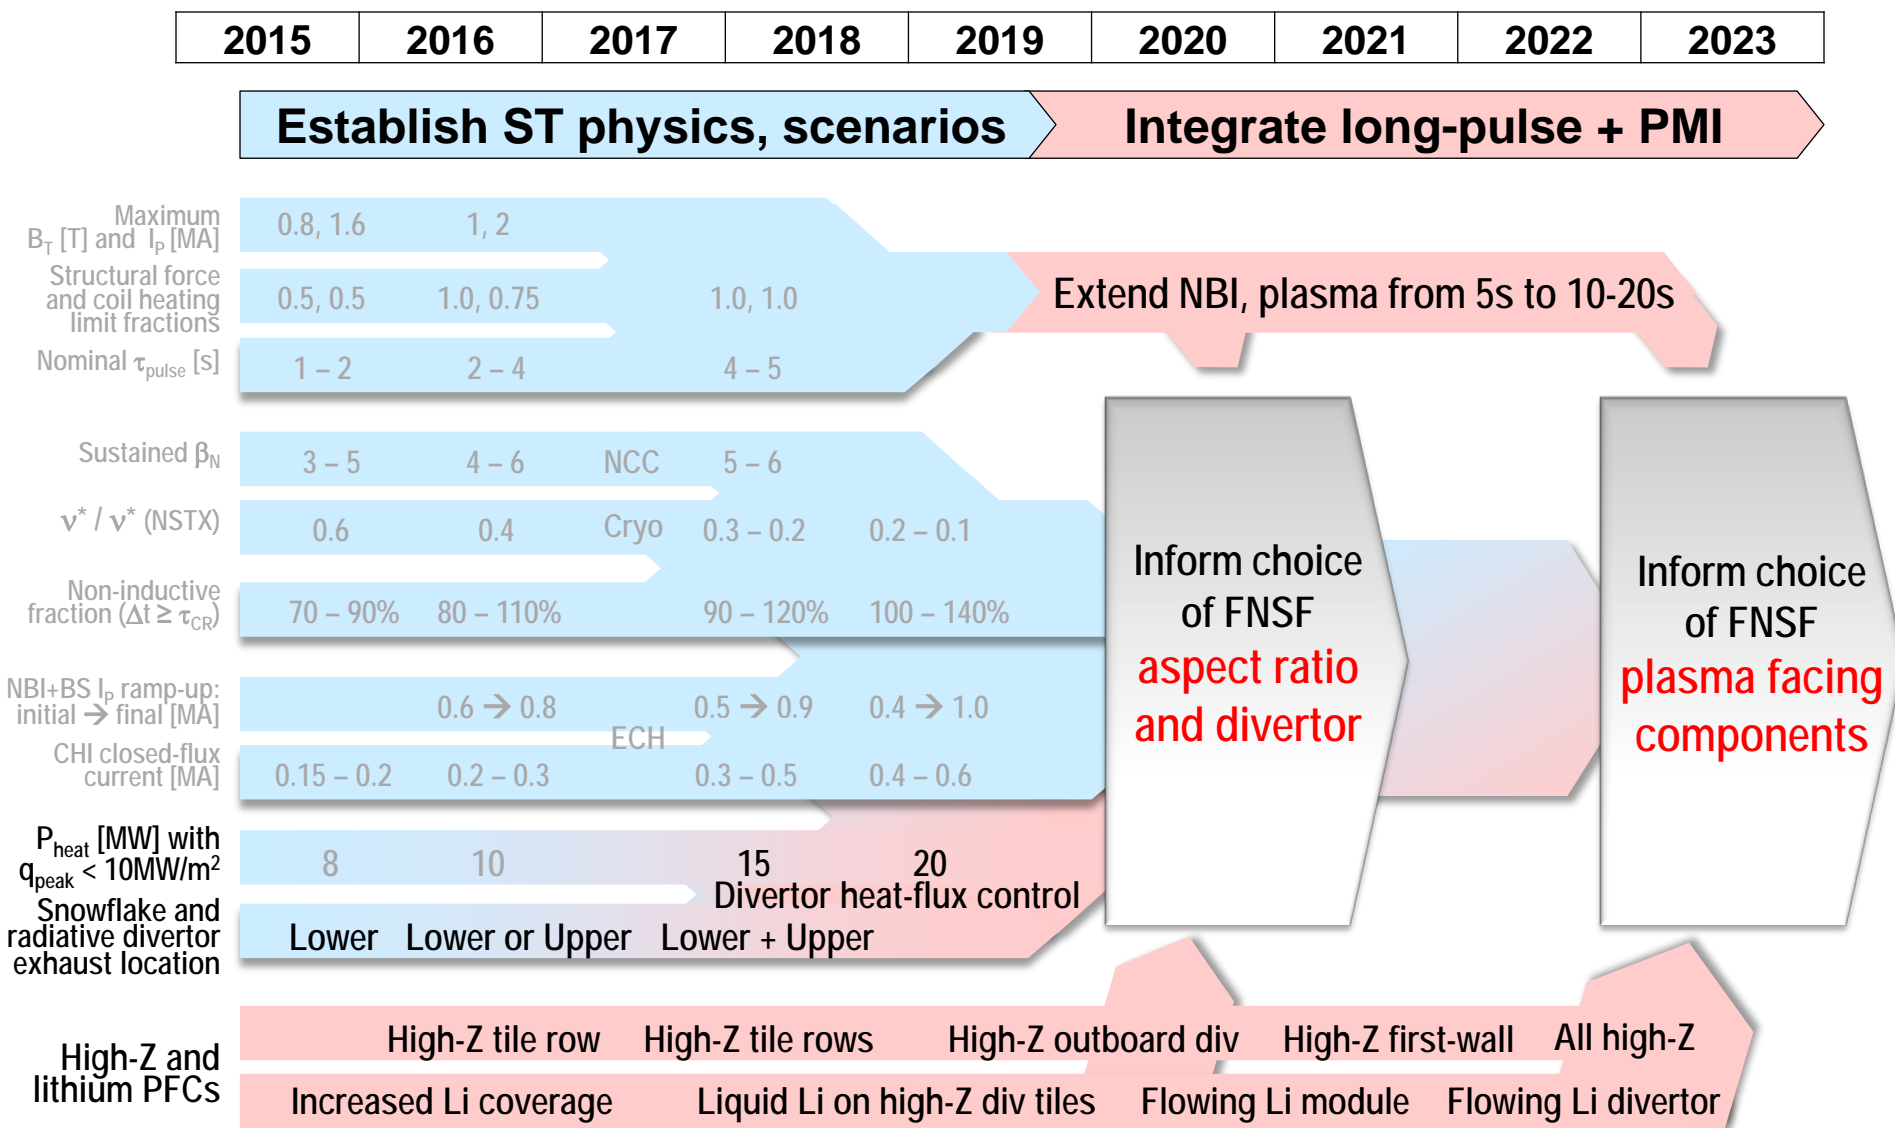 2015 2016 2017 2018 2019 2020 2021 2022 2023
Establish ST physics, scenarios Integrate long-pulse + PMI
Maximum
B_T [T] and I_P [MA] 0.8, 1.6 1, 2
Structural force
and coil heating
limit fractions 0.5, 0.5 1.0, 0.75 1.0, 1.0
Extend NBI, plasma from 5s to 10-20s
Nominal τ_pulse [s] 1 – 2 2 – 4 4 – 5
Sustained β_N 3 – 5 4 – 6 NCC 5 – 6
ν* / ν* (NSTX) 0.6 0.4 Cryo 0.3 – 0.2 0.2 – 0.1
Non-inductive
fraction (Δt ≥ τ_CR) 70 – 90% 80 – 110% 90 – 120% 100 – 140%
NBI+BS I_P ramp-up:
initial → final [MA] 0.6 → 0.8 0.5 → 0.9 0.4 → 1.0
ECH
CHI closed-flux
current [MA] 0.15 – 0.2 0.2 – 0.3 0.3 – 0.5 0.4 – 0.6
Inform choice
of FNSF
aspect ratio
and divertor
Inform choice
of FNSF
plasma facing
components
P_heat [MW] with
q_peak < 10MW/m² 8 10 15 20
Divertor heat-flux control
Snowflake and
radiative divertor
exhaust location Lower Lower or Upper Lower + Upper
High-Z and
lithium PFCs
High-Z tile row High-Z tile rows High-Z outboard div High-Z first-wall All high-Z
Increased Li coverage Liquid Li on high-Z div tiles Flowing Li module Flowing Li divertor